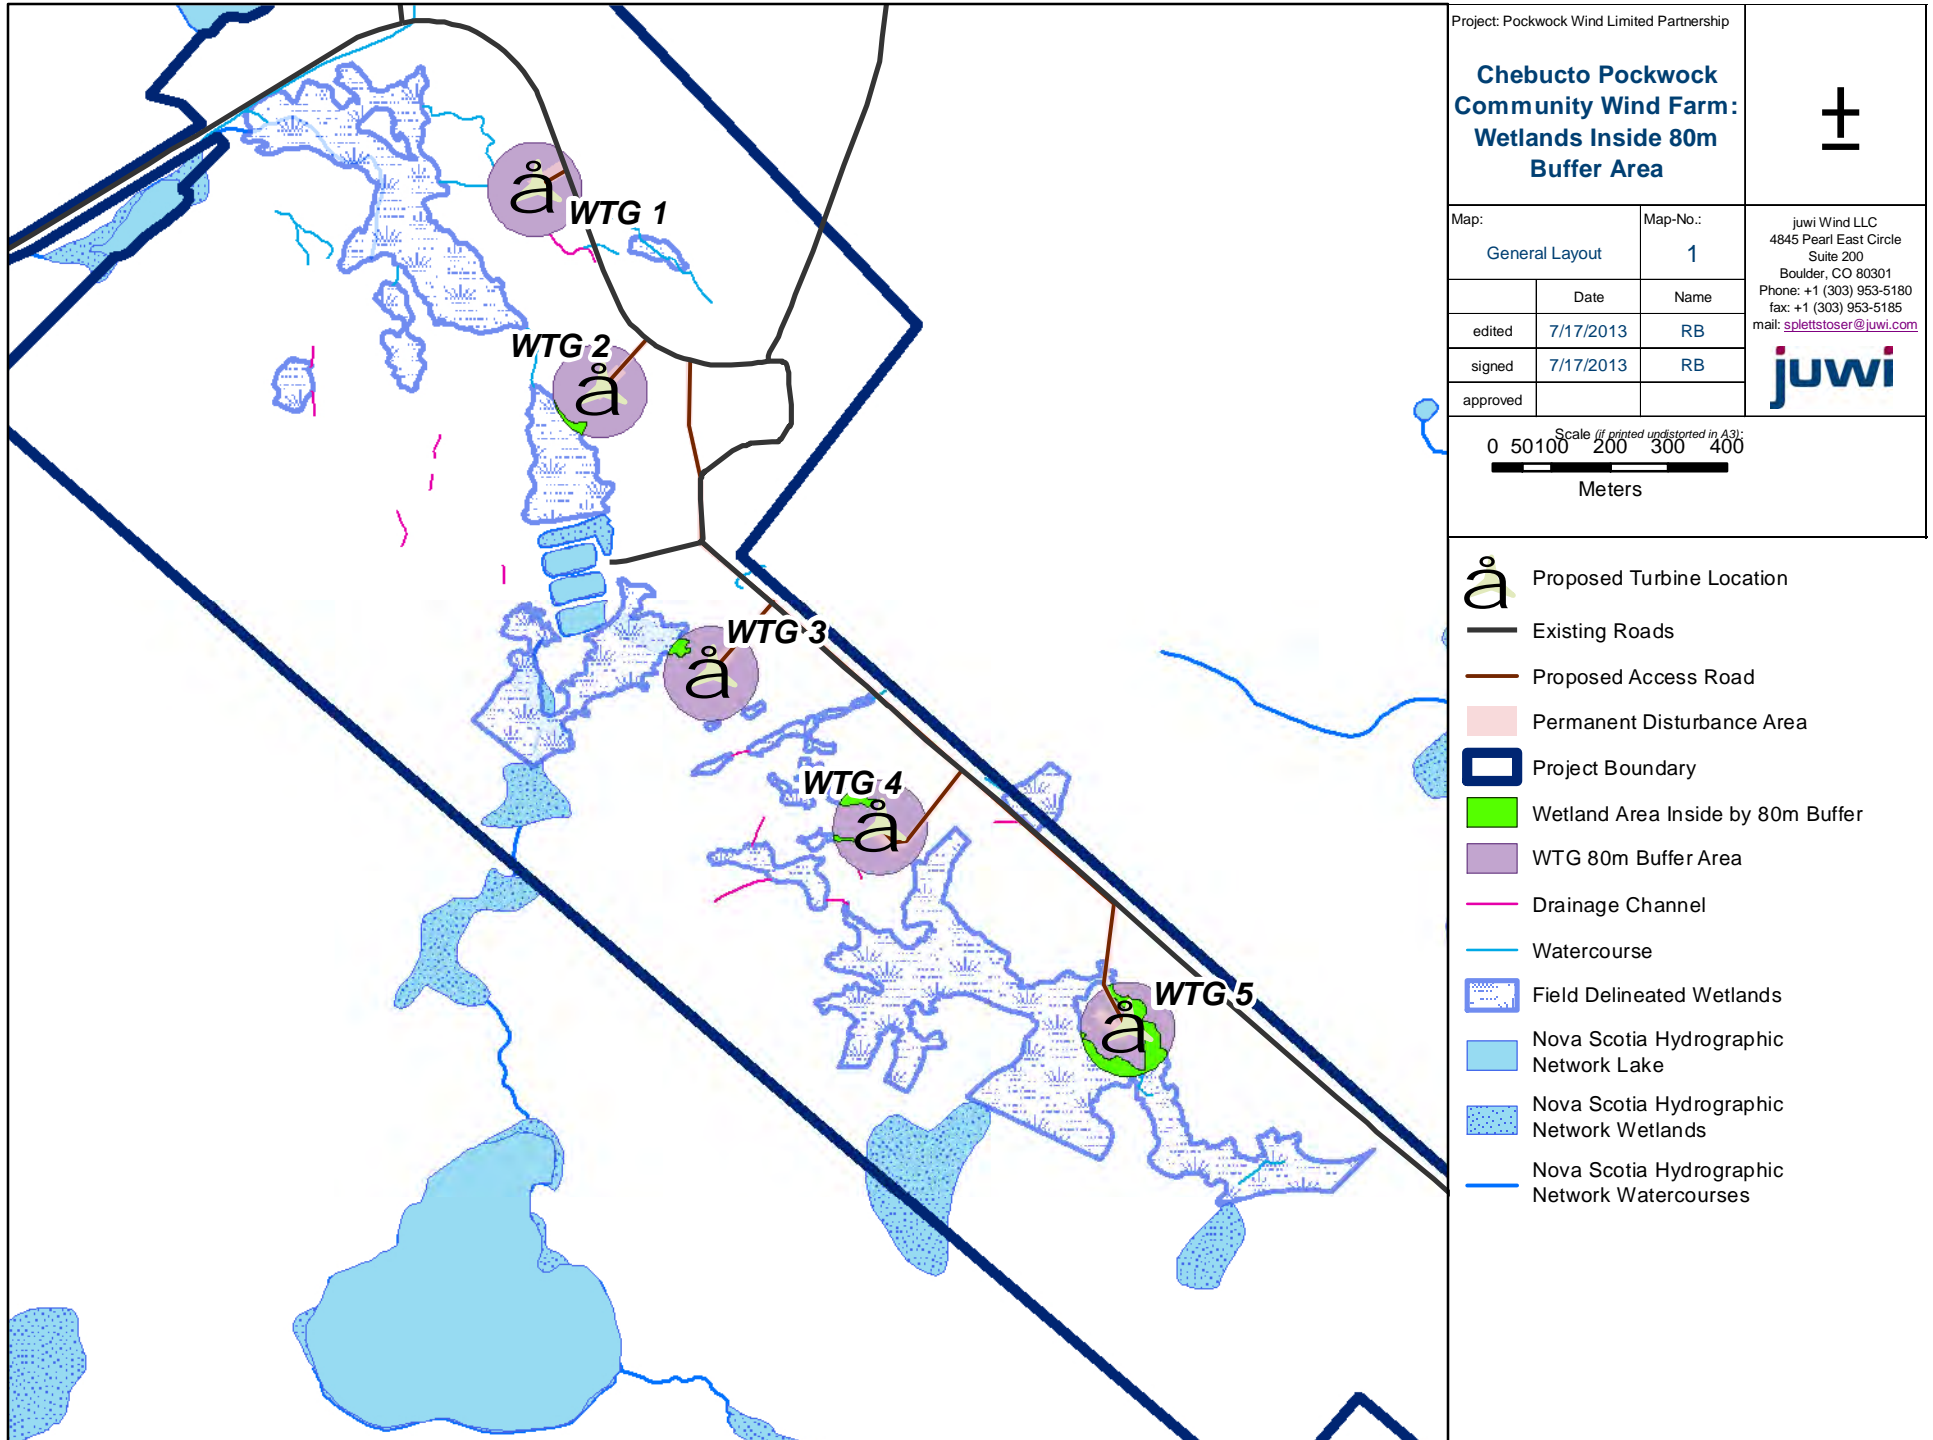 Project: Pockwock Wind Limited Partnership
Chebucto Pockwock
Community Wind Farm:
Wetlands Inside 80m
Buffer Area
±
Map:
General Layout
Map-No.:
1
Date
Name
edited
7/17/2013
RB
signed
7/17/2013
RB
approved
juwi Wind LLC
4845 Pearl East Circle
Suite 200
Boulder, CO 80301
Phone: +1 (303) 953-5180
fax: +1 (303) 953-5185
mail: splettstoser@juwi.com
juwi
Scale (if printed undistorted in A3):
0 50 100 200 300 400
Meters
å Proposed Turbine Location
Existing Roads
Proposed Access Road
Permanent Disturbance Area
Project Boundary
Wetland Area Inside by 80m Buffer
WTG 80m Buffer Area
Drainage Channel
Watercourse
Field Delineated Wetlands
Nova Scotia Hydrographic
Network Lake
Nova Scotia Hydrographic
Network Wetlands
Nova Scotia Hydrographic
Network Watercourses
å
WTG 1
WTG 2
å
WTG 3
å
WTG 4
å
WTG 5
å